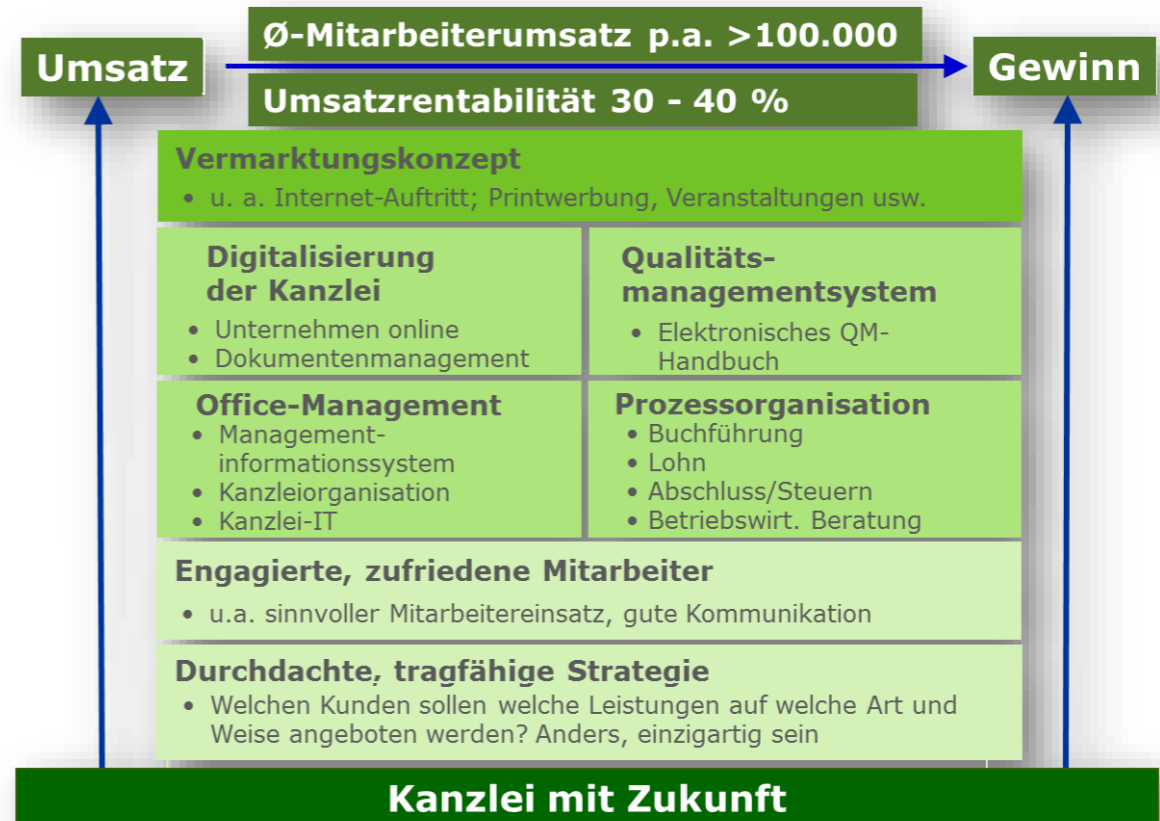 Ø-Mitarbeiterumsatz p.a. >100.000
Umsatz
Gewinn
Umsatzrentabilität 30 - 40 %
Vermarktungskonzept
• u. a. Internet-Auftritt; Printwerbung, Veranstaltungen usw.
Digitalisierung
der Kanzlei
• Unternehmen online
• Dokumentenmanagement
Qualitäts-
managementsystem
• Elektronisches QM-
Handbuch
Office-Management
• Management-
informationssystem
• Kanzleiorganisation
• Kanzlei-IT
Prozessorganisation
• Buchführung
• Lohn
• Abschluss/Steuern
• Betriebswirt. Beratung
Engagierte, zufriedene Mitarbeiter
• u.a. sinnvoller Mitarbeitereinsatz, gute Kommunikation
Durchdachte, tragfähige Strategie
• Welchen Kunden sollen welche Leistungen auf welche Art und
Weise angeboten werden? Anders, einzigartig sein
Kanzlei mit Zukunft